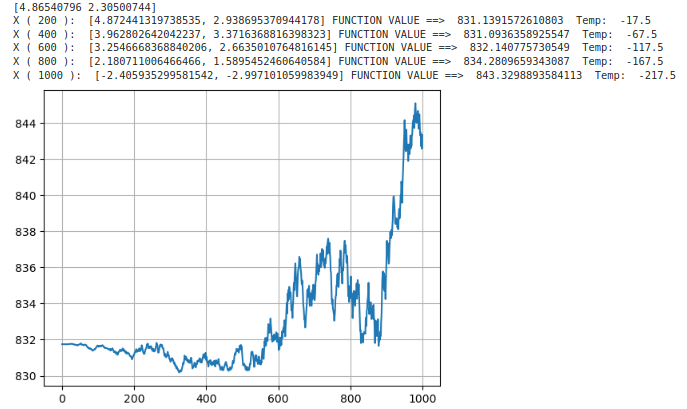 [4.86540796 2.30500744]
X ( 200 ):  [4.872441319738535, 2.938695370944178] FUNCTION VALUE ==>  831.1391572610803  Temp:  -17.5
X ( 400 ):  [3.962802642042237, 3.3716368816398323] FUNCTION VALUE ==>  831.0936358925547  Temp:  -67.5
X ( 600 ):  [3.2546668368840206, 2.6635010764816145] FUNCTION VALUE ==>  832.140775730549  Temp:  -117.5
X ( 800 ):  [2.180711006466466, 1.5895452460640584] FUNCTION VALUE ==>  834.2809659343087  Temp:  -167.5
X ( 1000 ):  [-2.405935299581542, -2.997101059983949] FUNCTION VALUE ==>  843.3298893584113  Temp:  -217.5
844
842
840
838
836
834
832
830
0 200 400 600 800 1000